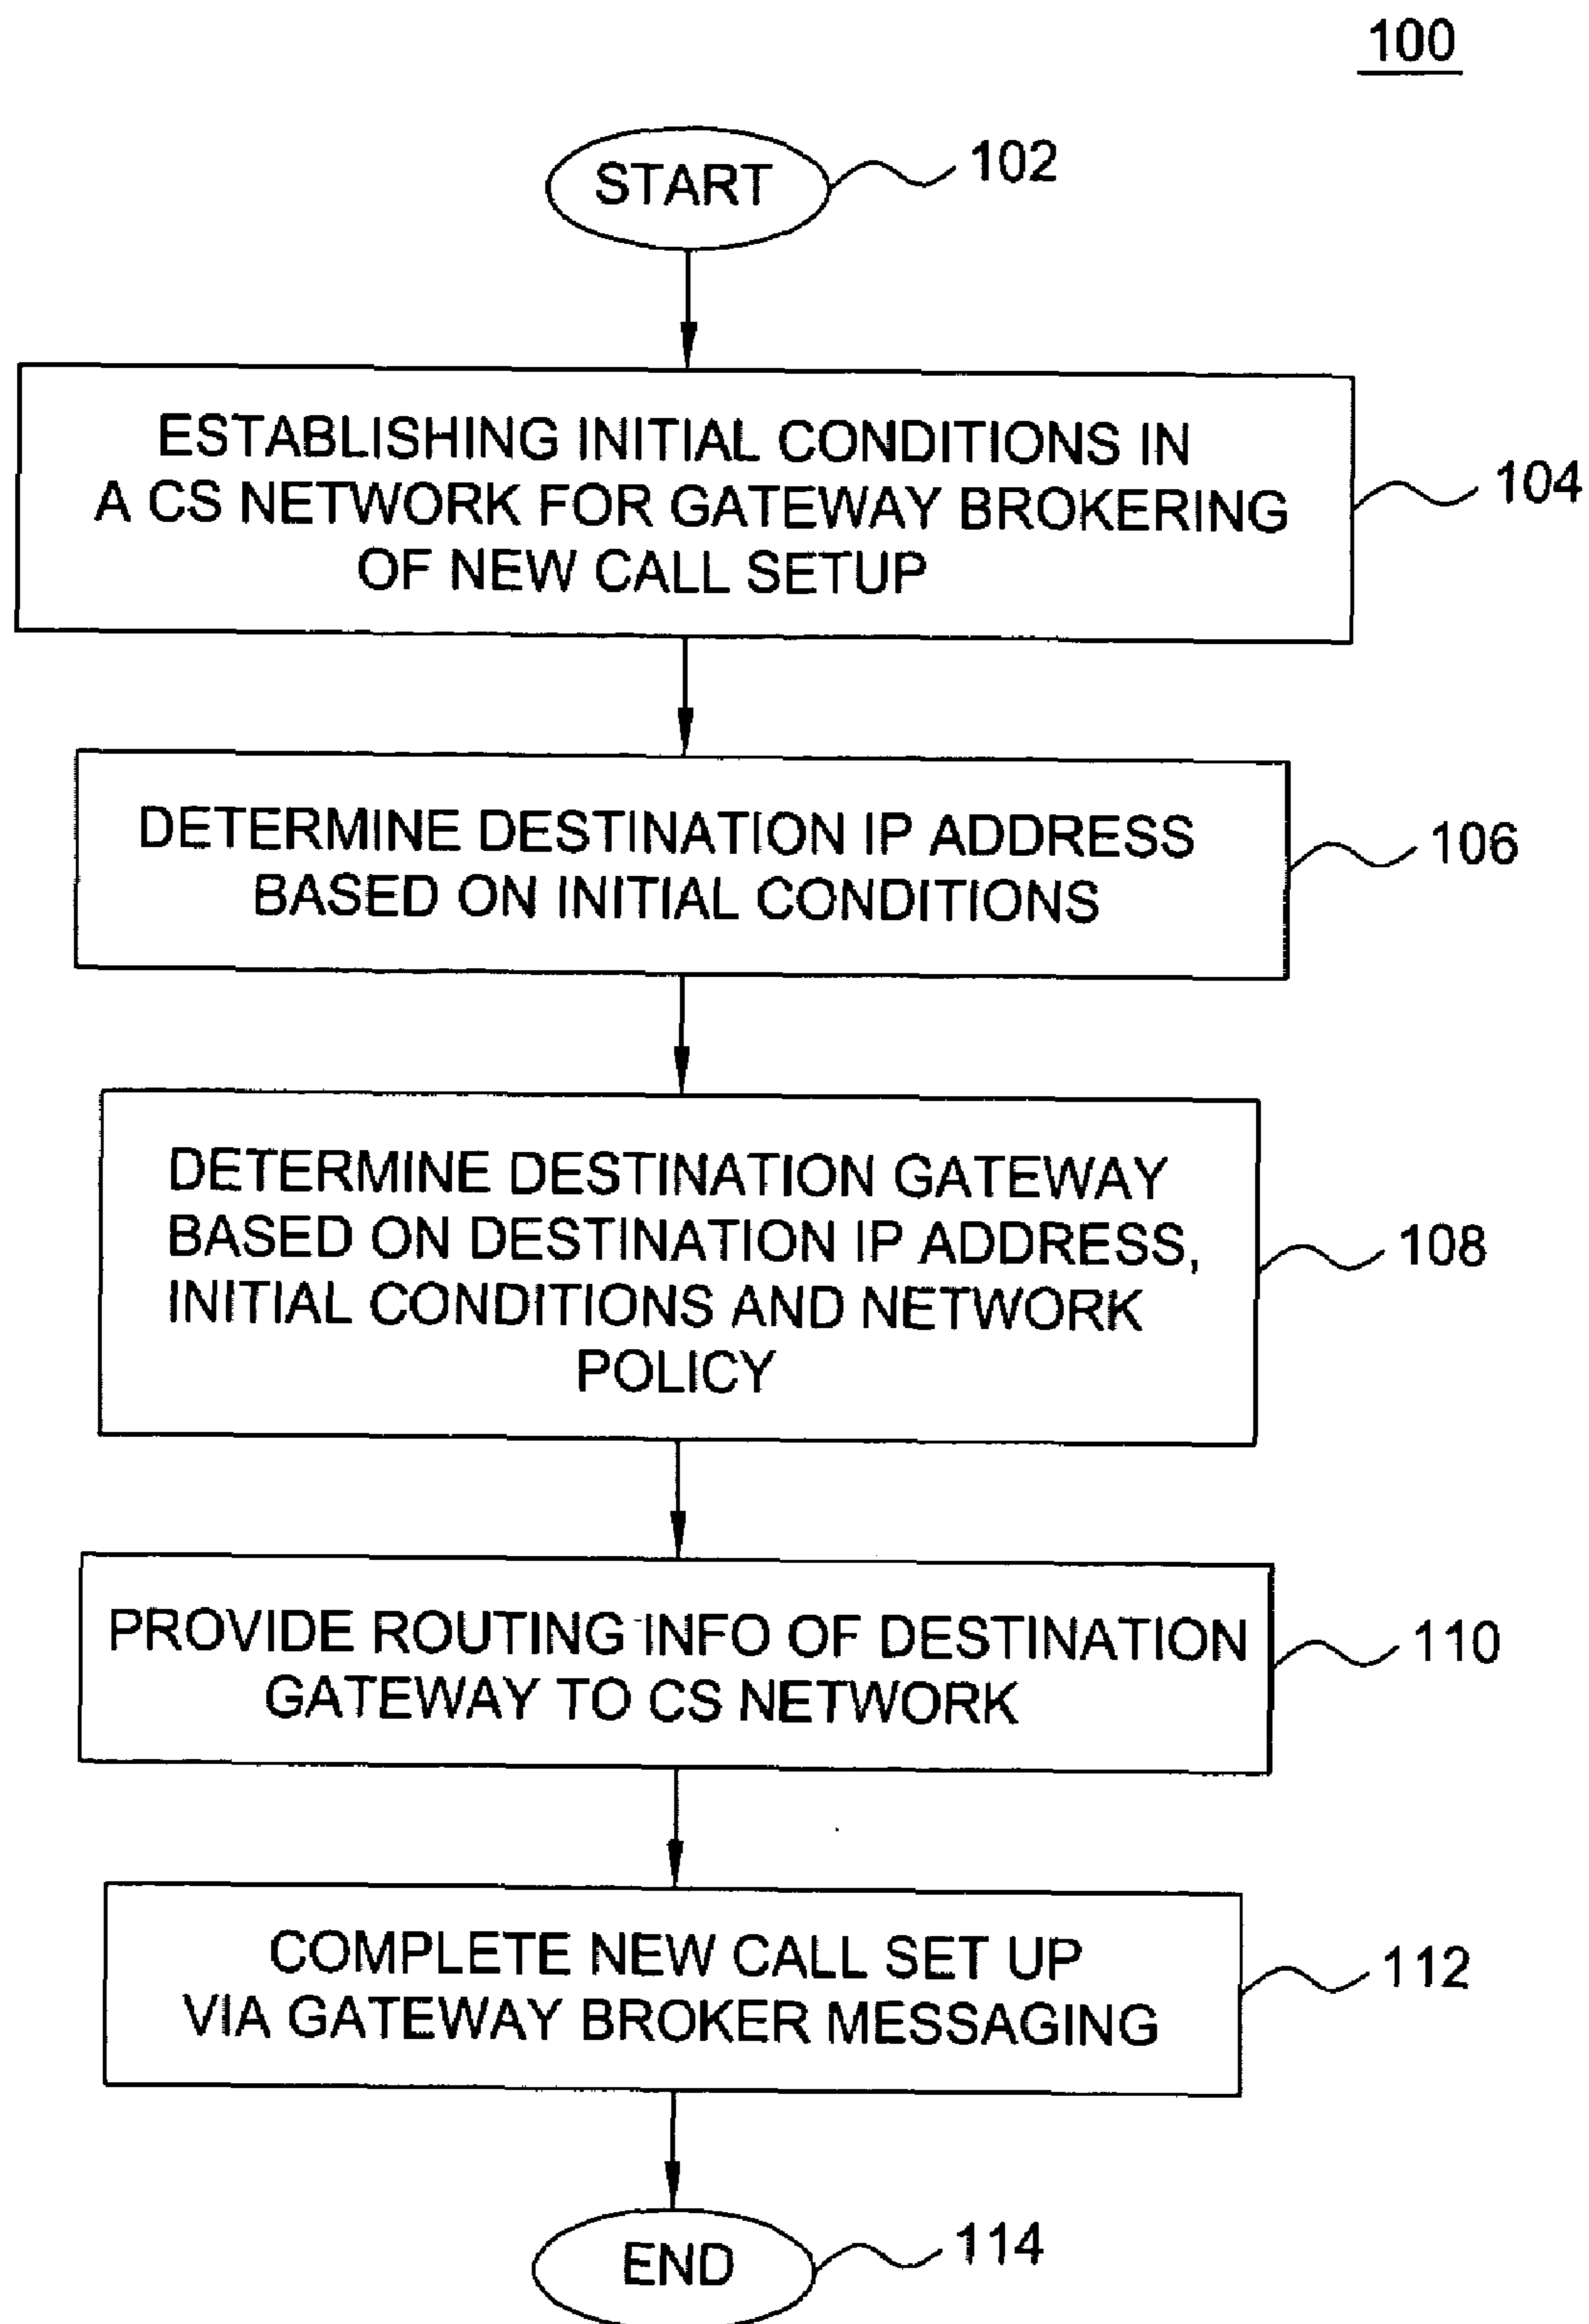 100
START
102
ESTABLISHING INITIAL CONDITIONS IN
A CS NETWORK FOR GATEWAY BROKERING
OF NEW CALL SETUP
104
DETERMINE DESTINATION IP ADDRESS
BASED ON INITIAL CONDITIONS
106
DETERMINE DESTINATION GATEWAY
BASED ON DESTINATION IP ADDRESS,
INITIAL CONDITIONS AND NETWORK
POLICY
108
PROVIDE ROUTING INFO OF DESTINATION
GATEWAY TO CS NETWORK
110
COMPLETE NEW CALL SET UP
VIA GATEWAY BROKER MESSAGING
112
END
114